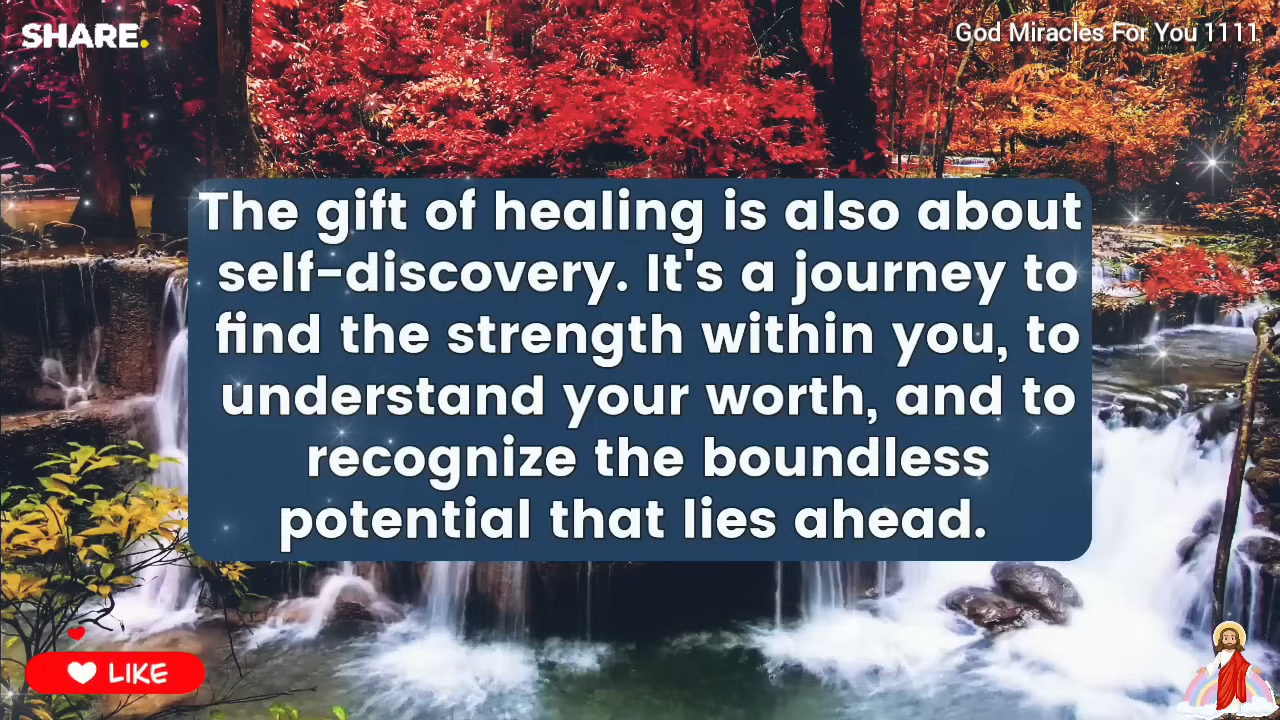 SHARE.
God Miracles For You 1111
The gift of healing is also about
self-discovery. It's a journey to
find the strength within you, to
understand your worth, and to
recognize the boundless
potential that lies ahead.
LIKE